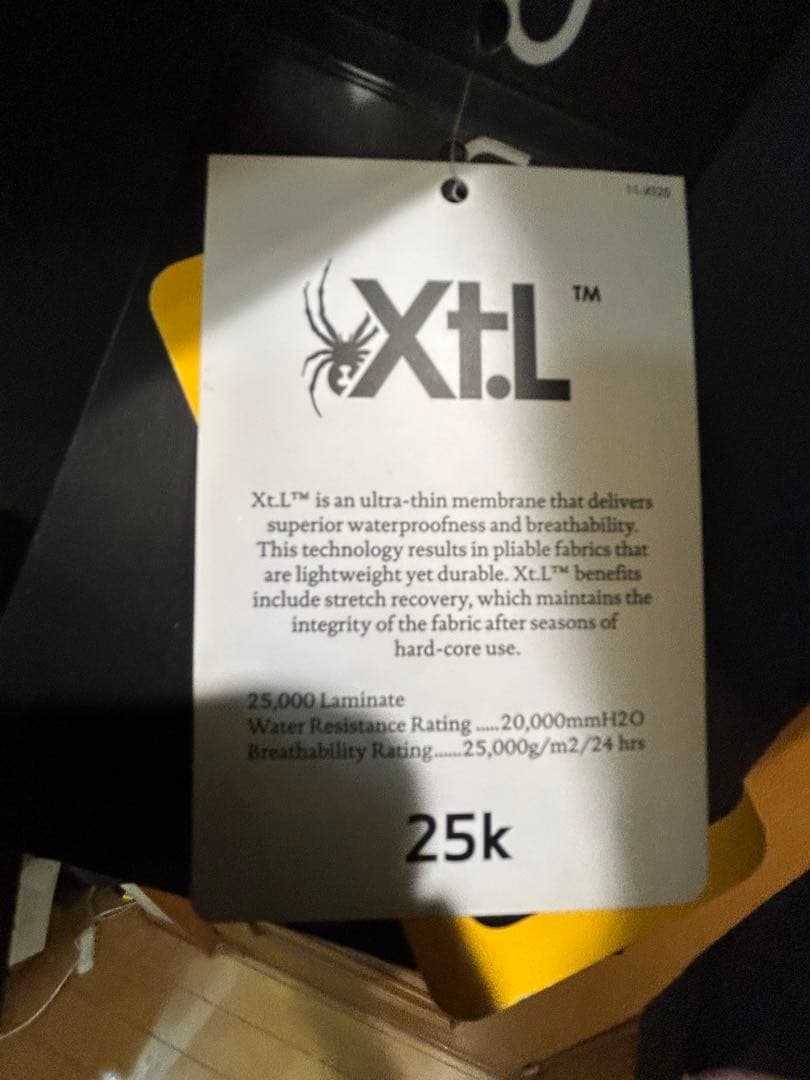 Xt.L™
Xt.L™ is an ultra-thin membrane that delivers
superior waterproofness and breathability.
This technology results in pliable fabrics that
are lightweight yet durable. Xt.L™ benefits
include stretch recovery, which maintains the
integrity of the fabric after seasons of
hard-core use.
25,000 Laminate
Water Resistance Rating .....20,000mmH2O
Breathability Rating......25,000g/m2/24 hrs
25k